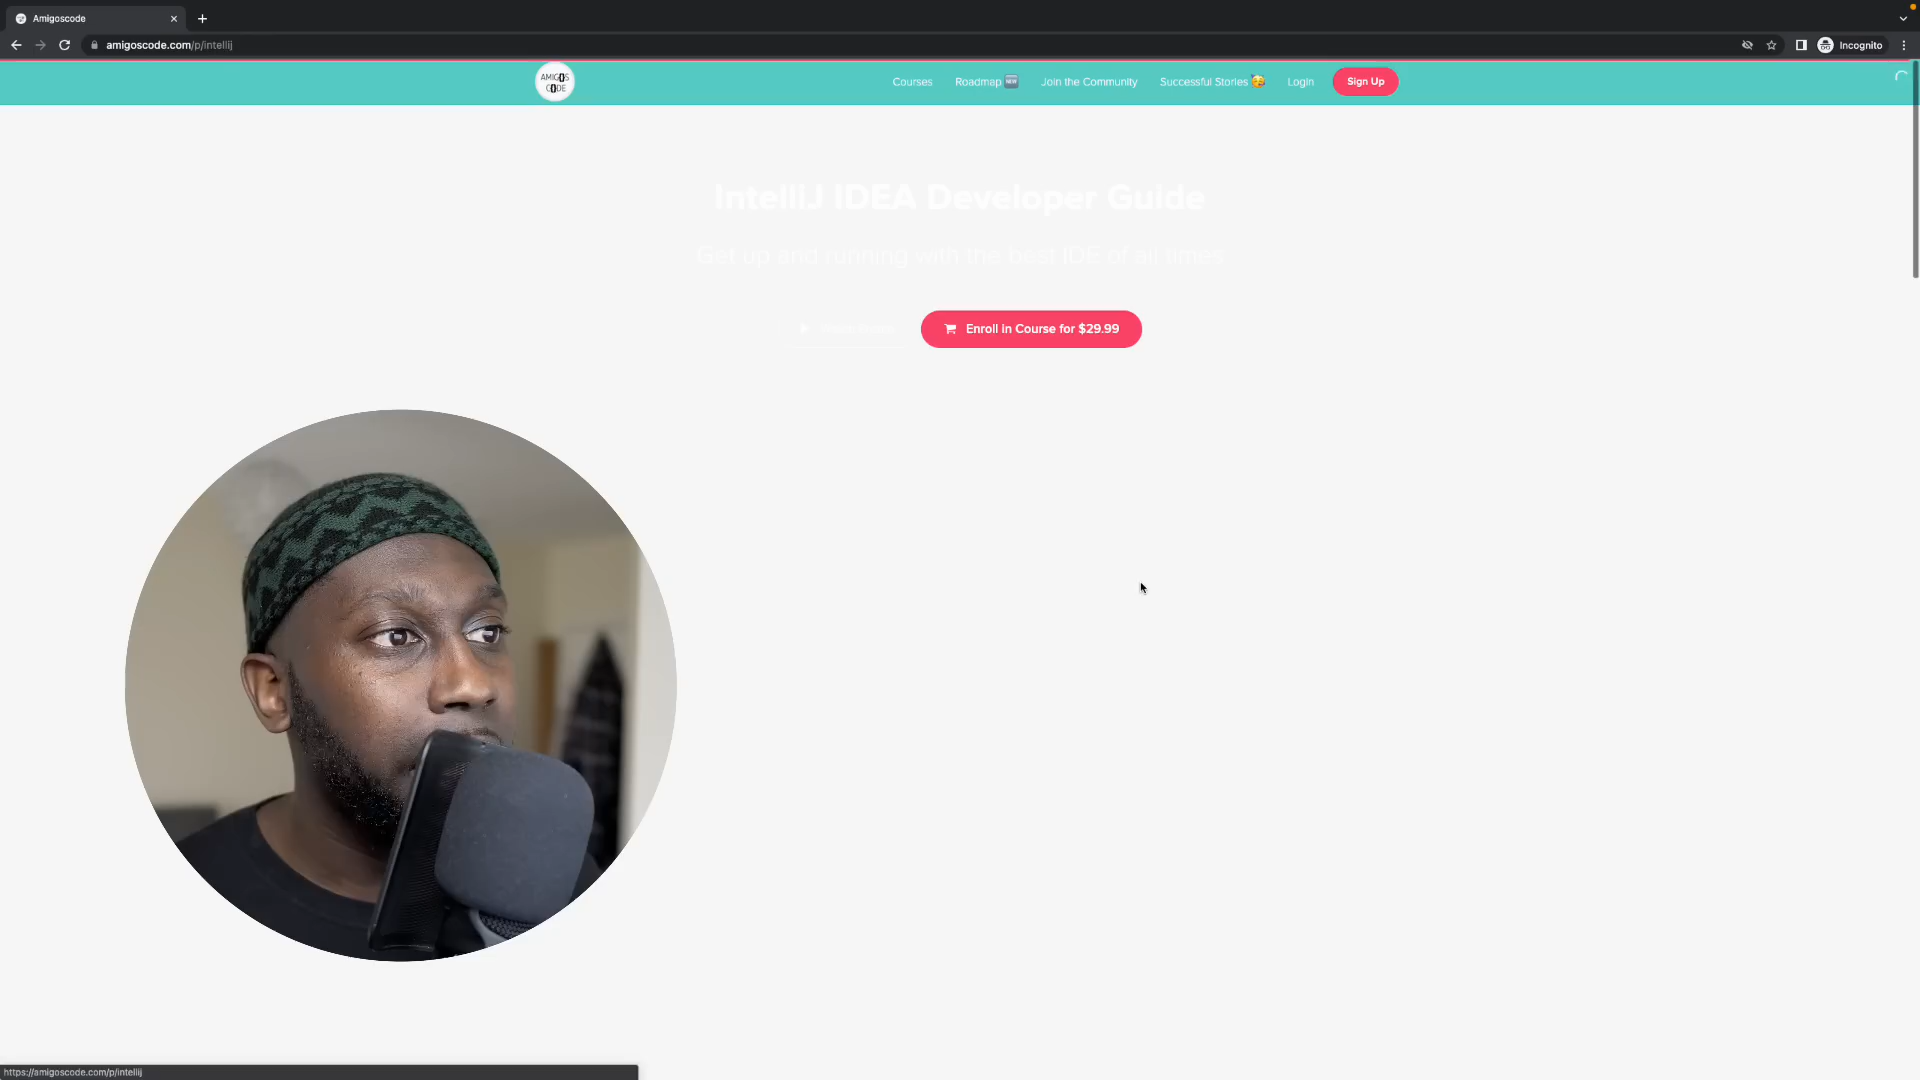 Amigoscode
amigoscode.com/p/intellij
Incognito
AMIGOS
CODE
Courses
Roadmap
Join the Community
Successful Stories
Login
Sign Up
IntelliJ IDEA Developer Guide
Get up and running with the best IDE of all times
Enroll in Course for $29.99
https://amigoscode.com/p/intellij